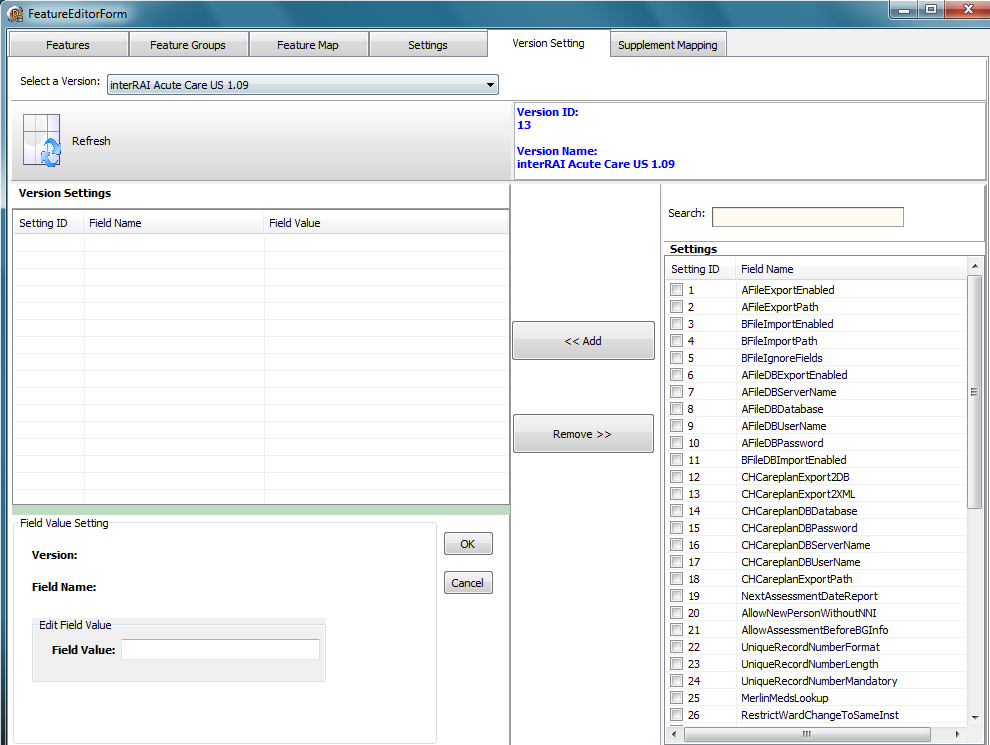 FeatureEditorForm
Features Feature Groups Feature Map Settings Version Setting Supplement Mapping
Select a Version: interRAI Acute Care US 1.09
Refresh
Version ID:
13
Version Name:
interRAI Acute Care US 1.09
Version Settings
Setting ID Field Name Field Value
<< Add
Remove >>
Field Value Setting
Version:
Field Name:
Edit Field Value
Field Value:
OK
Cancel
Search:
Settings
Setting ID Field Name
1 AFileExportEnabled
2 AFileExportPath
3 BFileImportEnabled
4 BFileImportPath
5 BFileIgnoreFields
6 AFileDBExportEnabled
7 AFileDBServerName
8 AFileDBDatabase
9 AFileDBUserName
10 AFileDBPassword
11 BFileDBImportEnabled
12 CHCareplanExport2DB
13 CHCareplanExport2XML
14 CHCareplanDBDatabase
15 CHCareplanDBPassword
16 CHCareplanDBServerName
17 CHCareplanDBUserName
18 CHCareplanExportPath
19 NextAssessmentDateReport
20 AllowNewPersonWithoutNNI
21 AllowAssessmentBeforeBGInfo
22 UniqueRecordNumberFormat
23 UniqueRecordNumberLength
24 UniqueRecordNumberMandatory
25 MerlinMedsLookup
26 RestrictWardChangeToSameInst